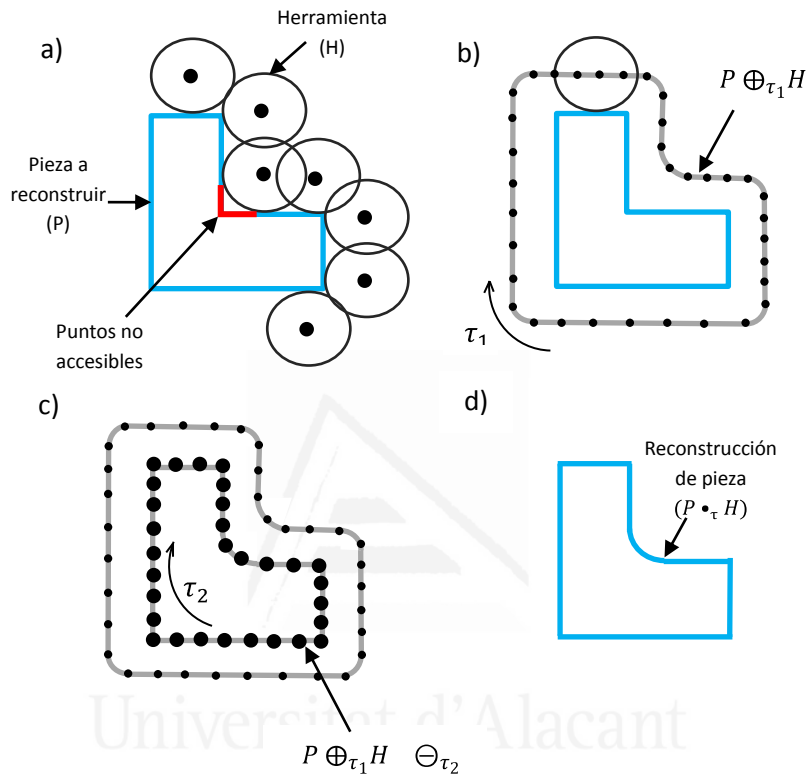 a)
Herramienta
(H)
Pieza a
reconstruir
(P)
Puntos no
accesibles
b)
P ⊕τ₁ H
τ₁
c)
τ₂
P ⊕τ₁ H ⊖τ₂
d)
Reconstrucción
de pieza
(P •τ H)
Universitat d'Alacant